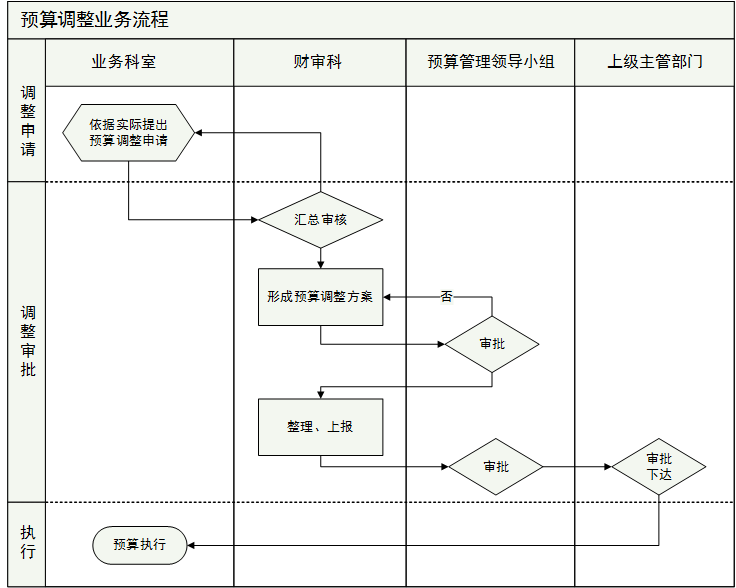 预算调整业务流程
业务科室
财审科
预算管理领导小组
上级主管部门
调整申请
依据实际提出
预算调整申请
调整审批
汇总审核
形成预算调整方案
否
审批
整理、上报
审批
审批
下达
执行
预算执行